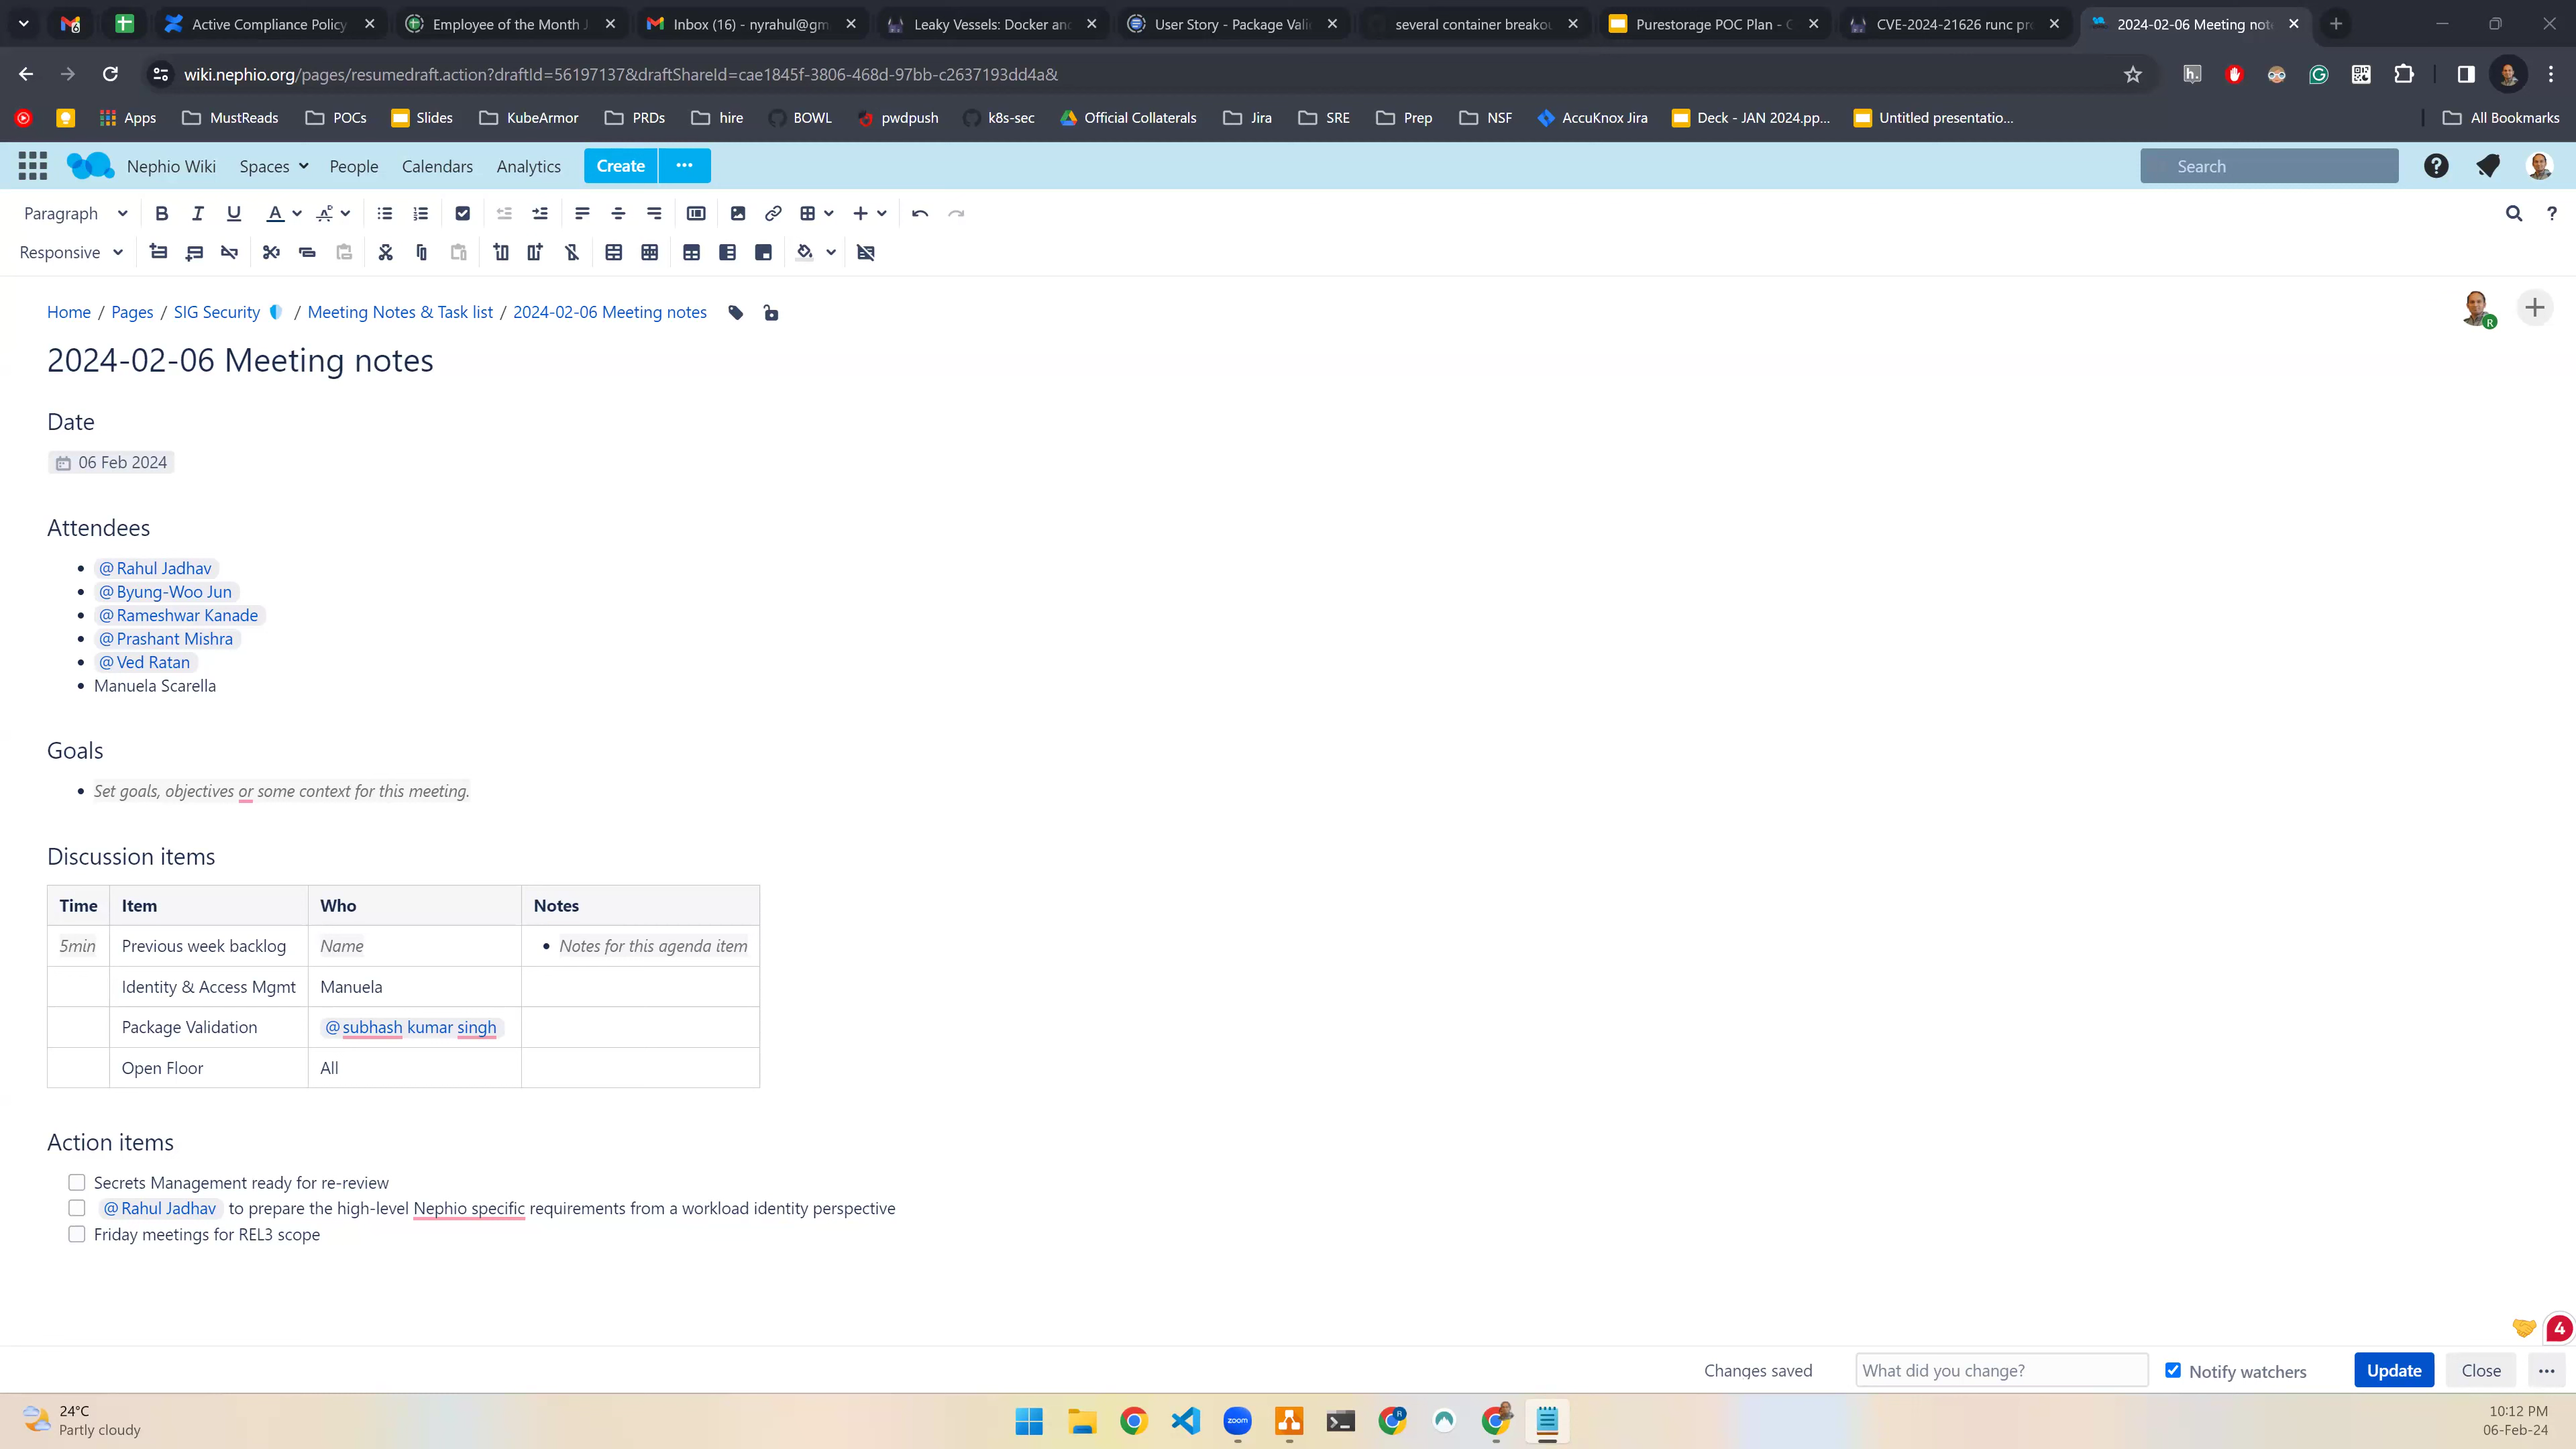 Active Compliance Policy
Employee of the Month J
Inbox (16) - nyrahul@gm
Leaky Vessels: Docker and
User Story - Package Vali
several container breakou
Purestorage POC Plan - G
CVE-2024-21626 runc pr
2024-02-06 Meeting not
wiki.nephio.org/pages/resumedraft.action?draftId=56197137&draftShareId=cae1845f-3806-468d-97bb-c2637193dd4a&
Apps
MustReads
POCs
Slides
KubeArmor
PRDs
hire
BOWL
pwdpush
k8s-sec
Official Collaterals
Jira
SRE
Prep
NSF
AccuKnox Jira
Deck - JAN 2024.pp...
Untitled presentatio...
All Bookmarks
Nephio Wiki
Spaces
People
Calendars
Analytics
Create
Search
Paragraph
Responsive
Home / Pages / SIG Security / Meeting Notes & Task list / 2024-02-06 Meeting notes
2024-02-06 Meeting notes
Date
06 Feb 2024
Attendees
@Rahul Jadhav
@Byung-Woo Jun
@Rameshwar Kanade
@Prashant Mishra
@Ved Ratan
Manuela Scarella
Goals
Set goals, objectives or some context for this meeting.
Discussion items
Time Item Who Notes
5min Previous week backlog Name Notes for this agenda item
Identity & Access Mgmt Manuela
Package Validation @subhash kumar singh
Open Floor All
Action items
Secrets Management ready for re-review
@Rahul Jadhav to prepare the high-level Nephio specific requirements from a workload identity perspective
Friday meetings for REL3 scope
4
Changes saved
What did you change?
Notify watchers
Update
Close
24°C
Partly cloudy
zoom
10:12 PM
06-Feb-24